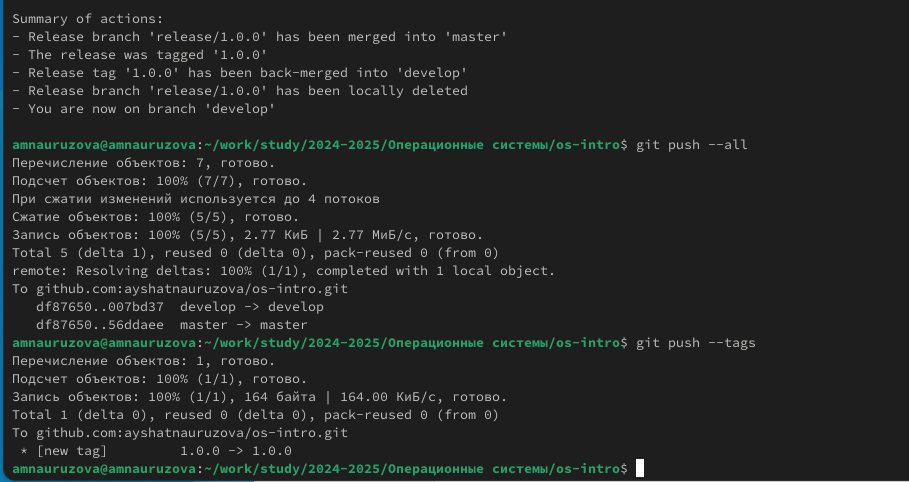 Summary of actions:
- Release branch 'release/1.0.0' has been merged into 'master'
- The release was tagged '1.0.0'
- Release tag '1.0.0' has been back-merged into 'develop'
- Release branch 'release/1.0.0' has been locally deleted
- You are now on branch 'develop'
amnauruzova@amnauruzova:~/work/study/2024-2025/Операционные системы/os-intro$ git push --all
Перечисление объектов: 7, готово.
Подсчет объектов: 100% (7/7), готово.
При сжатии изменений используется до 4 потоков
Сжатие объектов: 100% (5/5), готово.
Запись объектов: 100% (5/5), 2.77 КиБ | 2.77 МиБ/с, готово.
Total 5 (delta 1), reused 0 (delta 0), pack-reused 0 (from 0)
remote: Resolving deltas: 100% (1/1), completed with 1 local object.
To github.com:ayshatnauruzova/os-intro.git
   df87650..007bd37  develop -> develop
   df87650..56ddaee  master -> master
amnauruzova@amnauruzova:~/work/study/2024-2025/Операционные системы/os-intro$ git push --tags
Перечисление объектов: 1, готово.
Подсчет объектов: 100% (1/1), готово.
Запись объектов: 100% (1/1), 164 байта | 164.00 КиБ/с, готово.
Total 1 (delta 0), reused 0 (delta 0), pack-reused 0 (from 0)
To github.com:ayshatnauruzova/os-intro.git
 * [new tag]         1.0.0 -> 1.0.0
amnauruzova@amnauruzova:~/work/study/2024-2025/Операционные системы/os-intro$